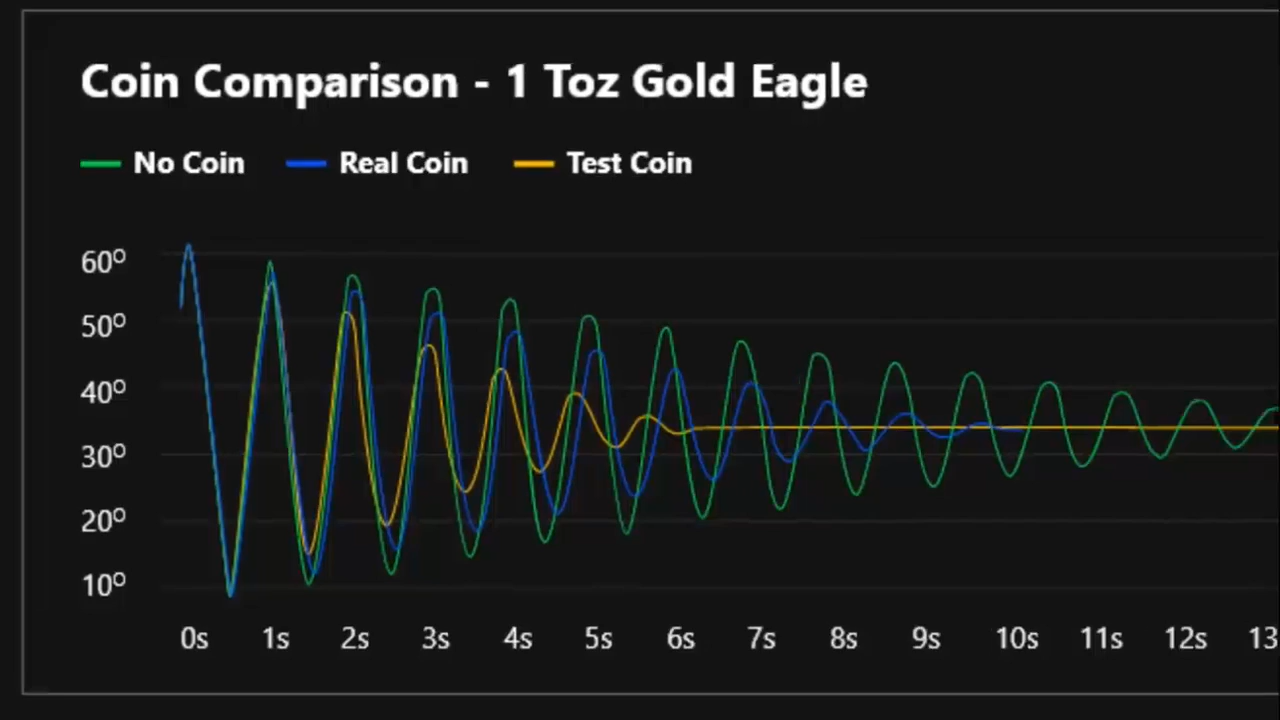 Coin Comparison - 1 Toz Gold Eagle
No Coin Real Coin Test Coin
60º
50º
40º
30º
20º
10º
0s 1s 2s 3s 4s 5s 6s 7s 8s 9s 10s 11s 12s 13